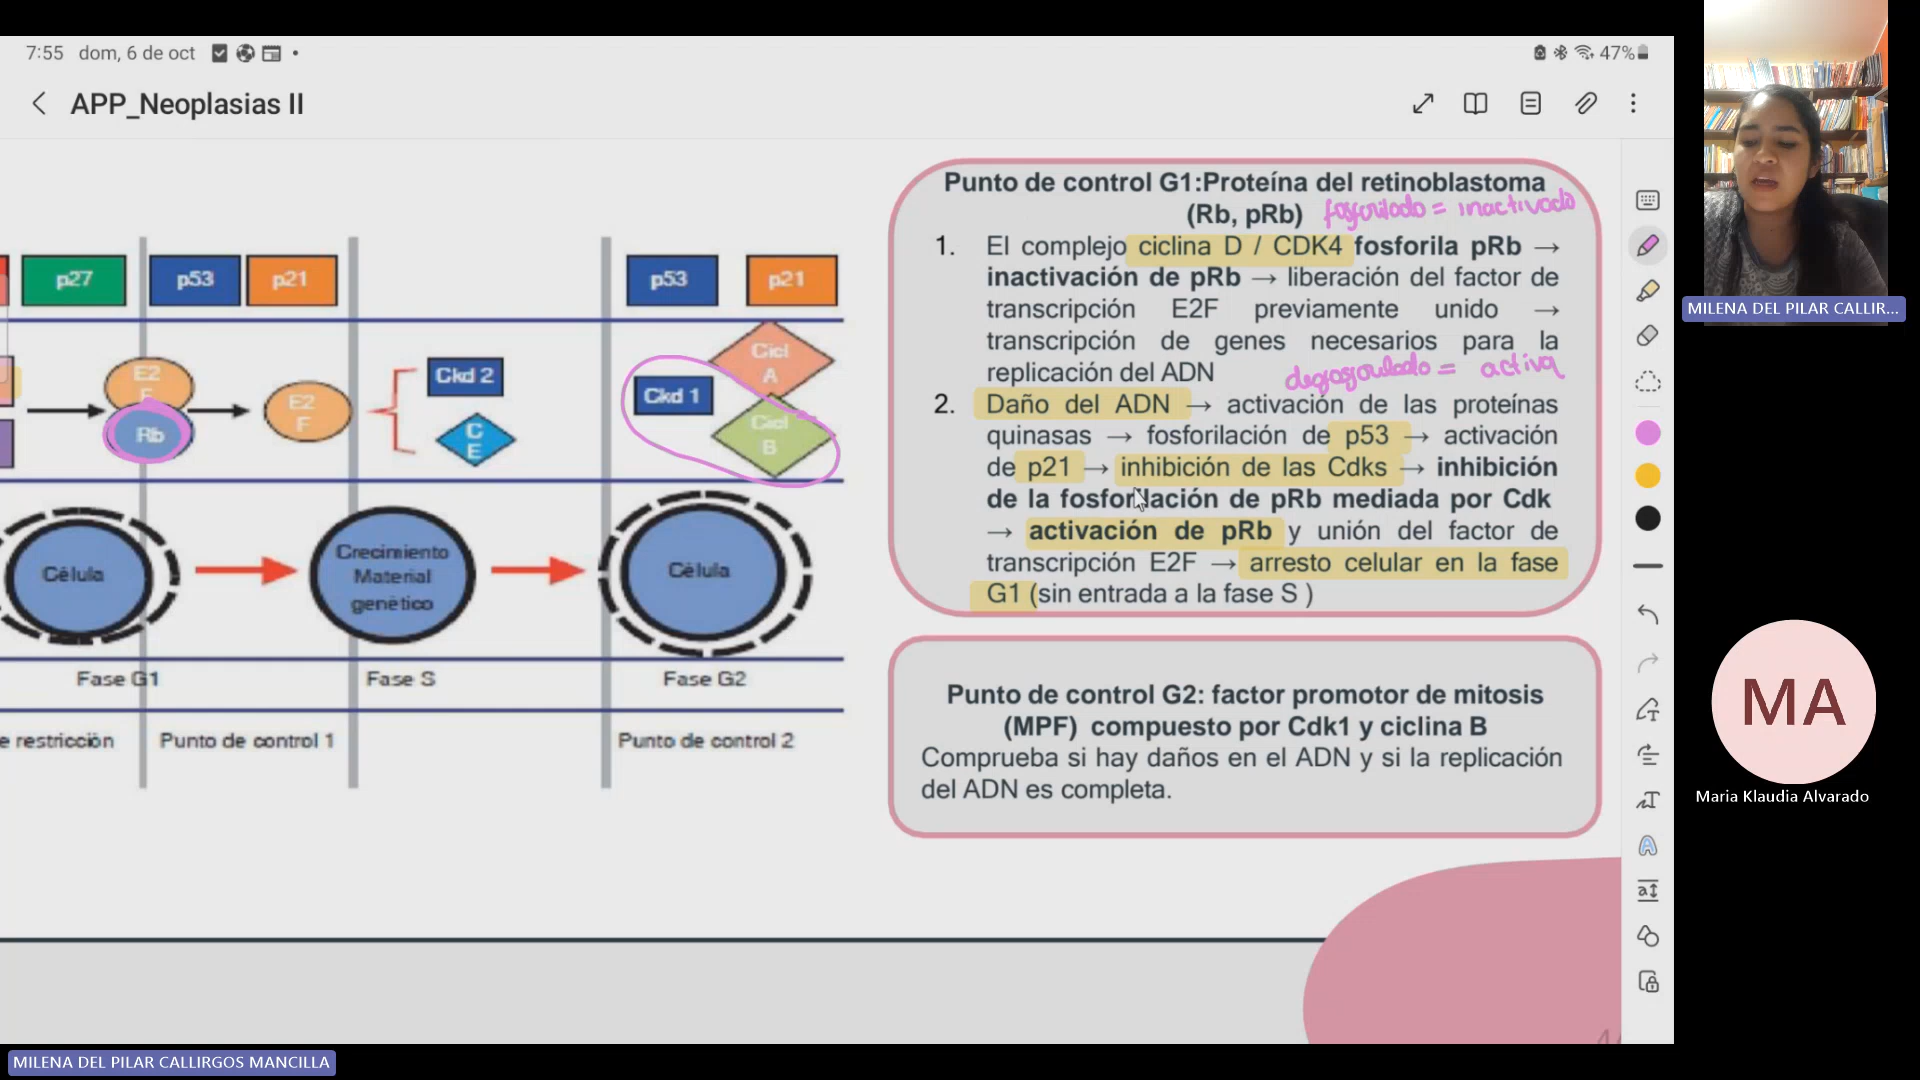 7:55 dom, 6 de oct
47%
APP_Neoplasias II
p27
p53
p21
p53
p21
E2
F
Rb
E2
F
Ckd 2
C
E
Ckd 1
Cicl
A
Cicl
B
Célula
Crecimiento
Material
genètico
Célula
Fase G1
Fase S
Fase G2
e restricciòn
Punto de control 1
Punto de control 2
Punto de control G1:Proteína del retinoblastoma
(Rb, pRb) fosforilado = inactivado
1. El complejo ciclina D / CDK4 fosforila pRb →
inactivación de pRb → liberación del factor de
transcripción E2F previamente unido →
transcripción de genes necesarios para la
replicación del ADN
desfosforilado = activa
2. Daño del ADN → activación de las proteínas
quinasas → fosforilación de p53 → activación
de p21 → inhibición de las Cdks → inhibición
de la fosforilación de pRb mediada por Cdk
→ activación de pRb y unión del factor de
transcripción E2F → arresto celular en la fase
G1 (sin entrada a la fase S )
Punto de control G2: factor promotor de mitosis
(MPF) compuesto por Cdk1 y ciclina B
Comprueba si hay daños en el ADN y si la replicación
del ADN es completa.
MILENA DEL PILAR CALLIR...
MA
Maria Klaudia Alvarado
MILENA DEL PILAR CALLIRGOS MANCILLA